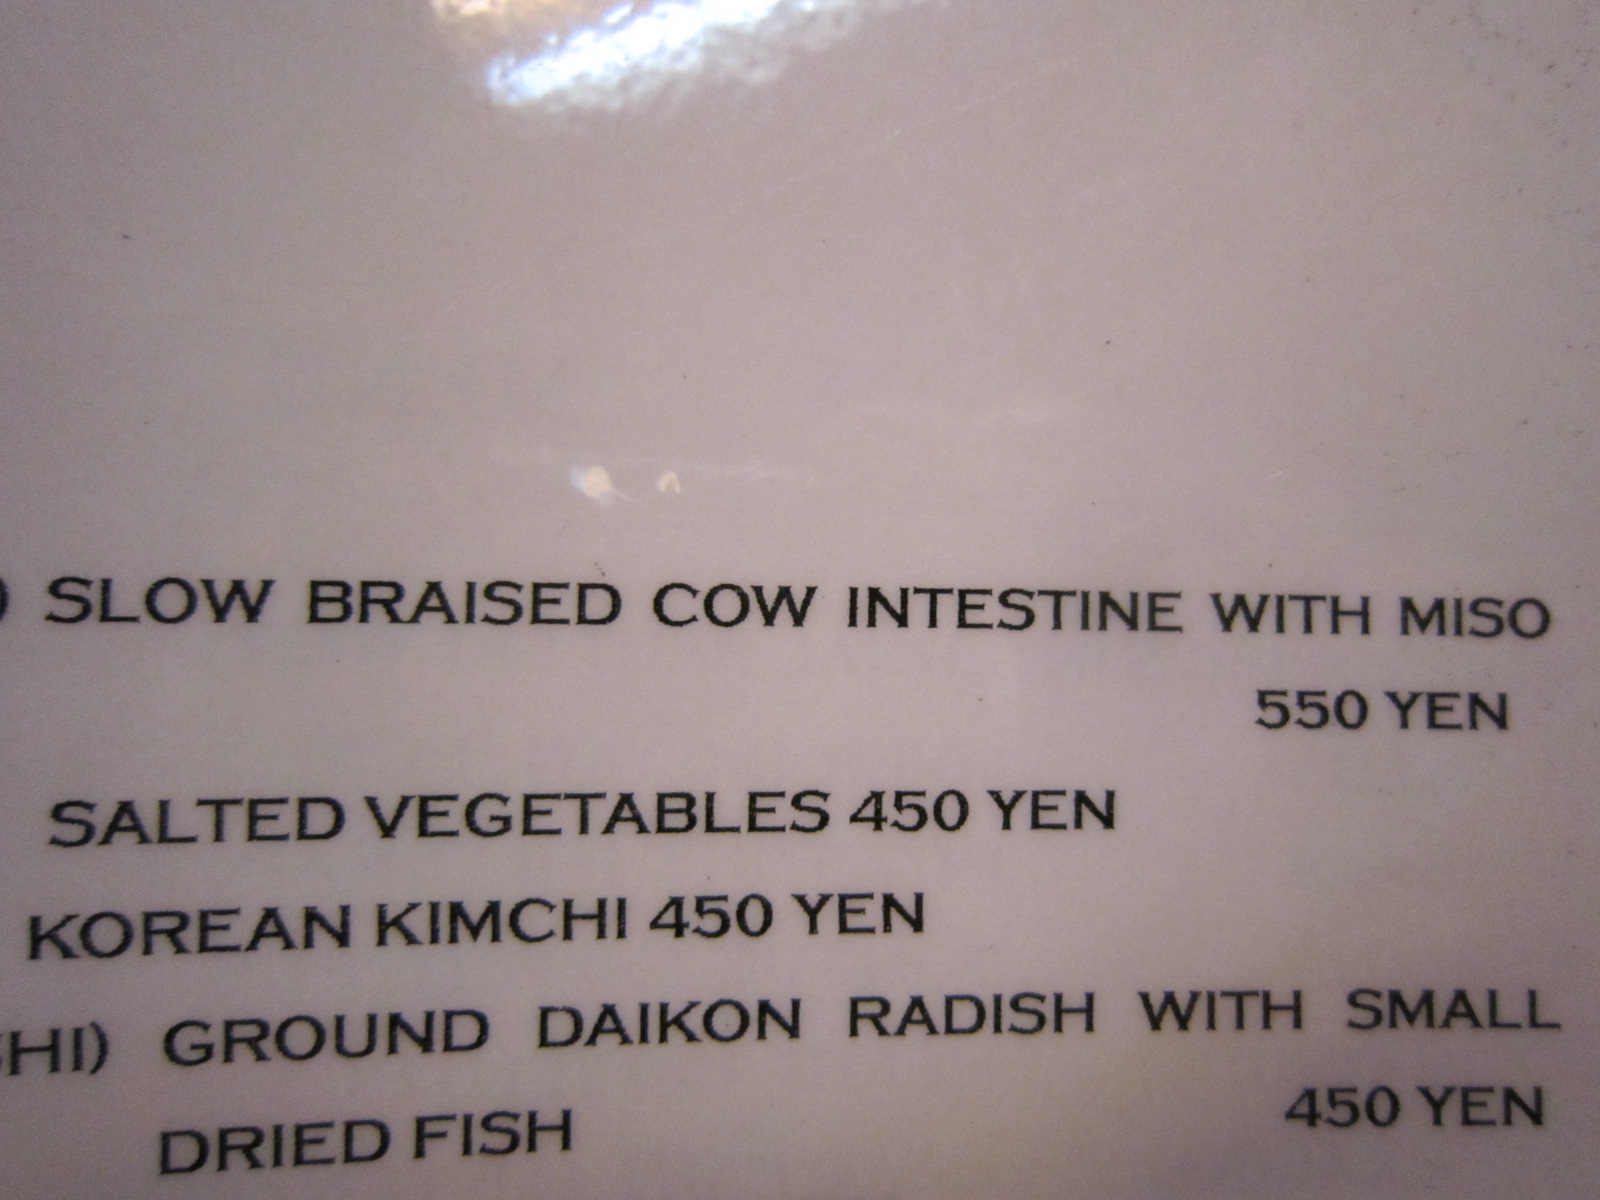 ) SLOW BRAISED COW INTESTINE WITH MISO
550 YEN
SALTED VEGETABLES 450 YEN
KOREAN KIMCHI 450 YEN
HI) GROUND DAIKON RADISH WITH SMALL
DRIED FISH 450 YEN